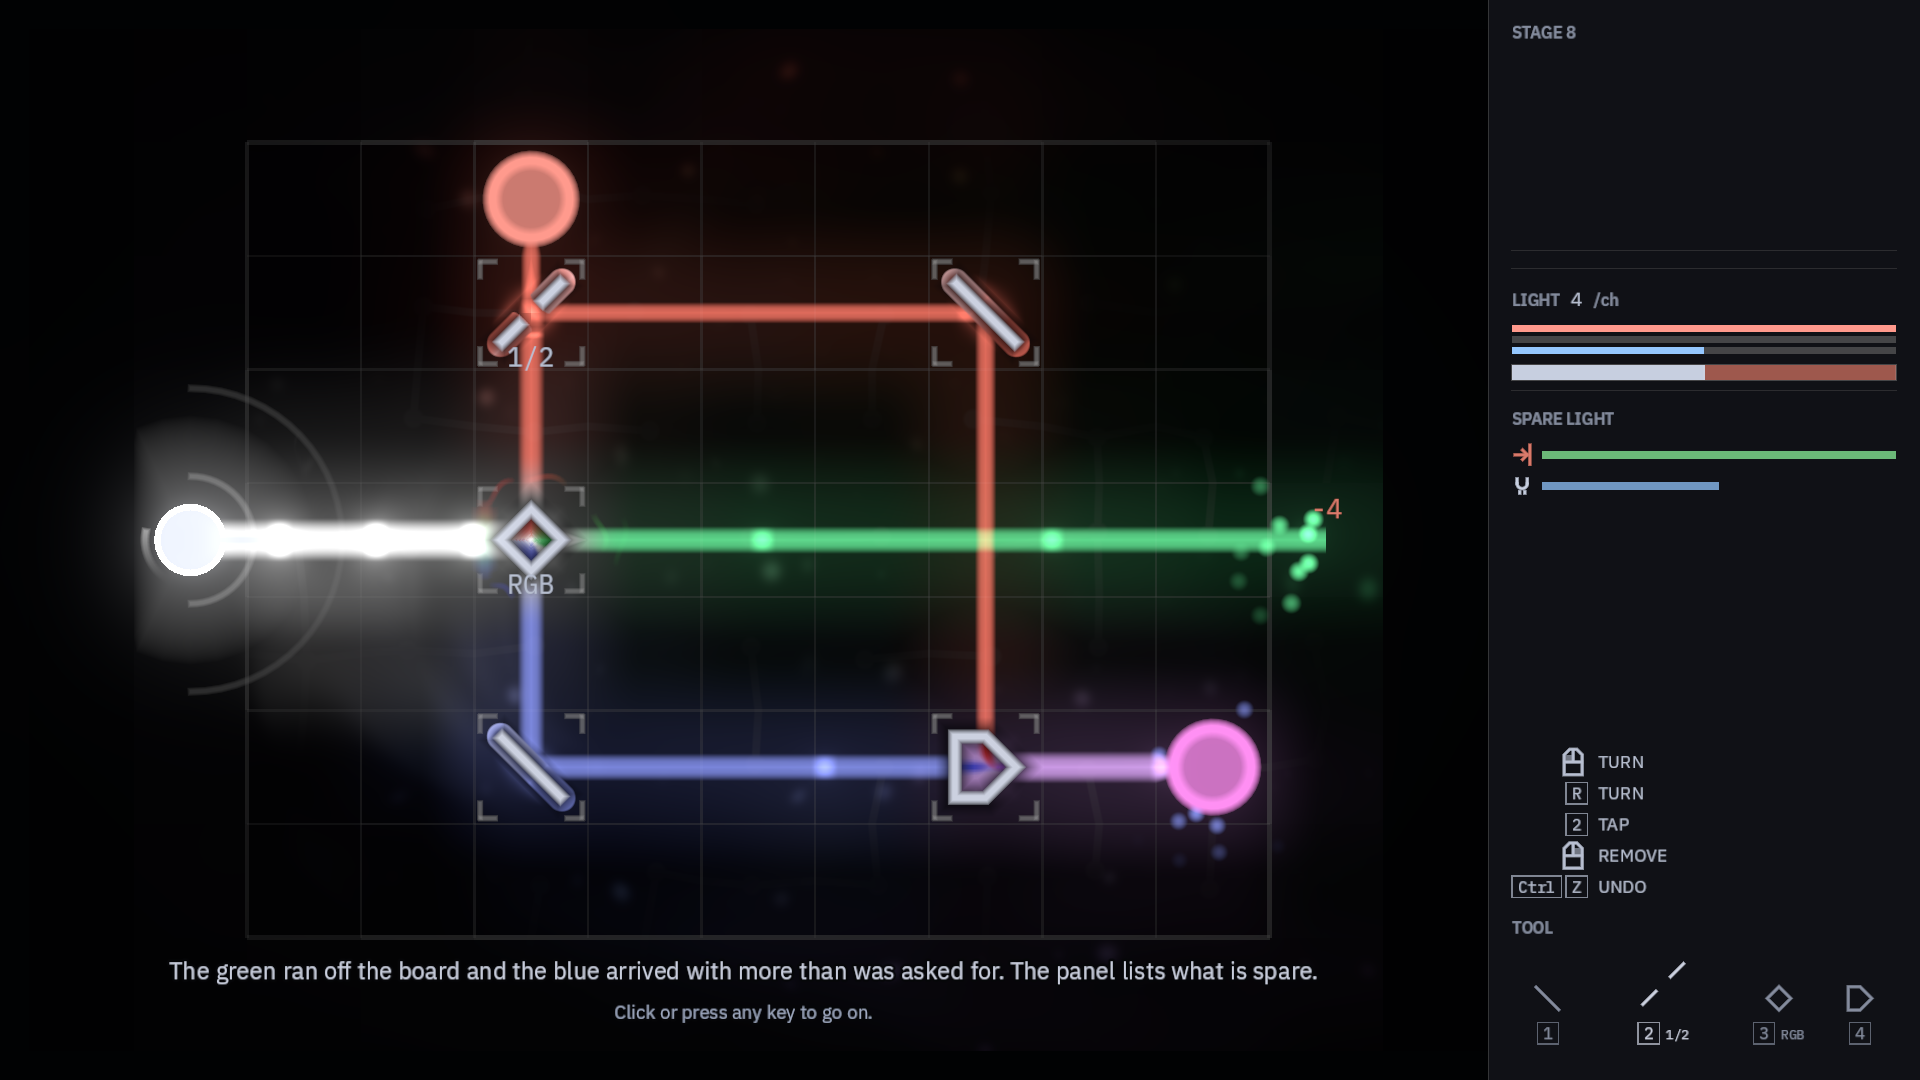 STAGE 8
1/2
RGB
-4
The green ran off the board and the blue arrived with more than was asked for. The panel lists what is spare.
Click or press any key to go on.
LIGHT 4 /ch
SPARE LIGHT
TURN
R TURN
2 TAP
REMOVE
Ctrl Z UNDO
TOOL
1 2 1/2 3 RGB 4